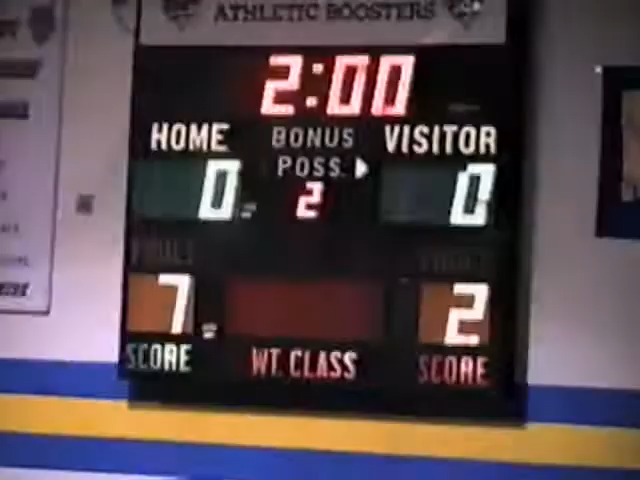 ATHLETIC BOOSTERS
2:00
HOME BONUS VISITOR
POSS.
0 2 0
7 2
SCORE WT. CLASS SCORE